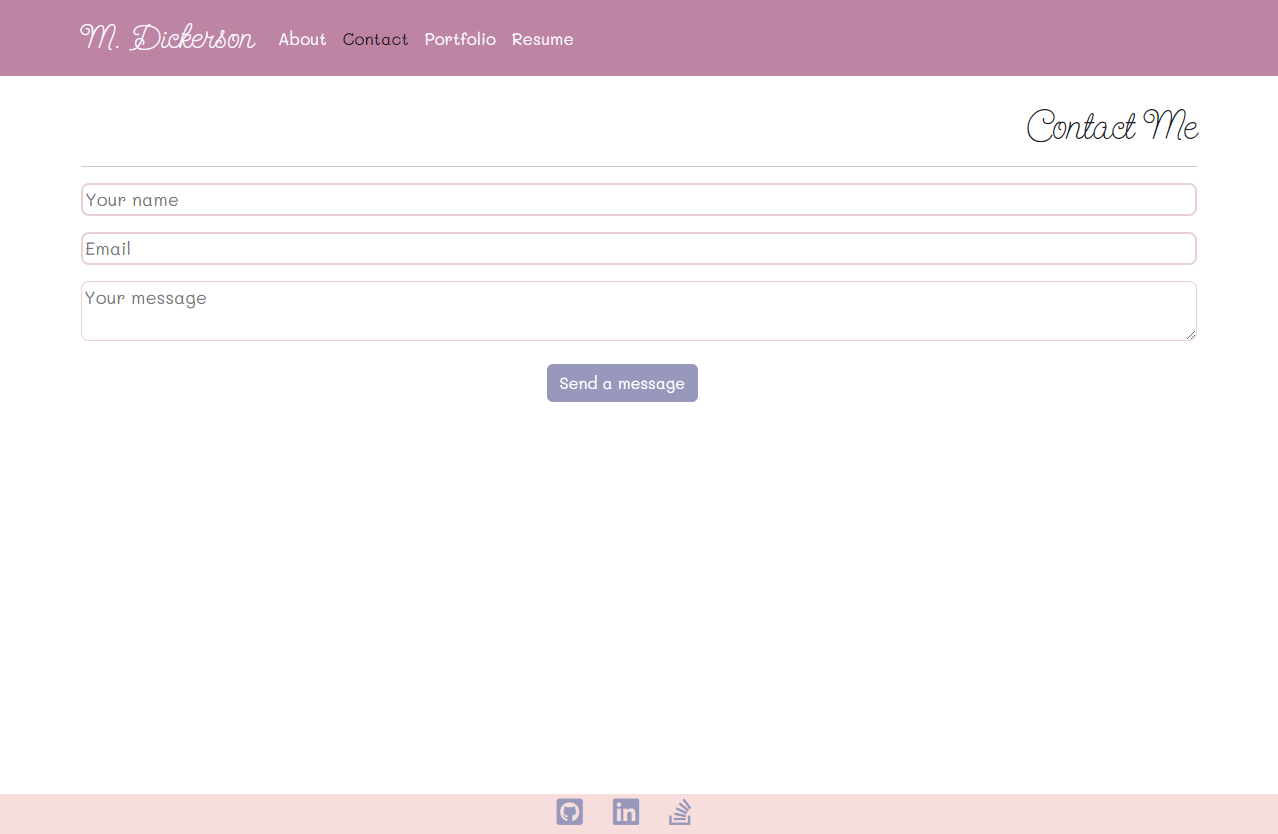 M. Dickerson About Contact Portfolio Resume
Contact Me
Your name
Email
Your message
Send a message